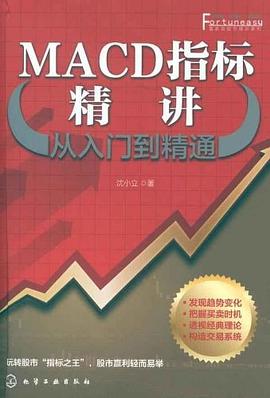 Fortuneasy
MACD指标
精 讲
从入门到精通
沈小立 ◎ 著
·发现趋势变化
·把握买卖时机
·透视经典理论
·构造交易系统
玩转股市“指标之王”，股市赢利轻而易举
化学工业出版社